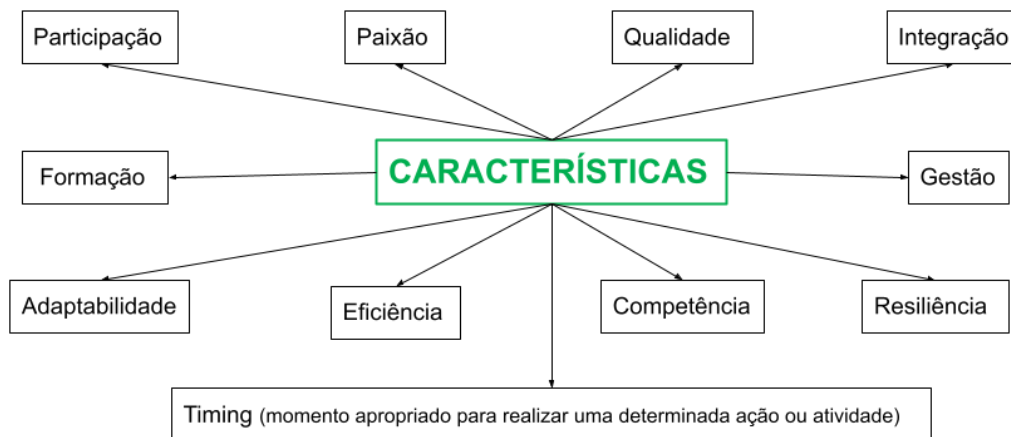 Participação
Paixão
Qualidade
Integração
Formação
CARACTERÍSTICAS
Gestão
Adaptabilidade
Eficiência
Competência
Resiliência
Timing (momento apropriado para realizar uma determinada ação ou atividade)